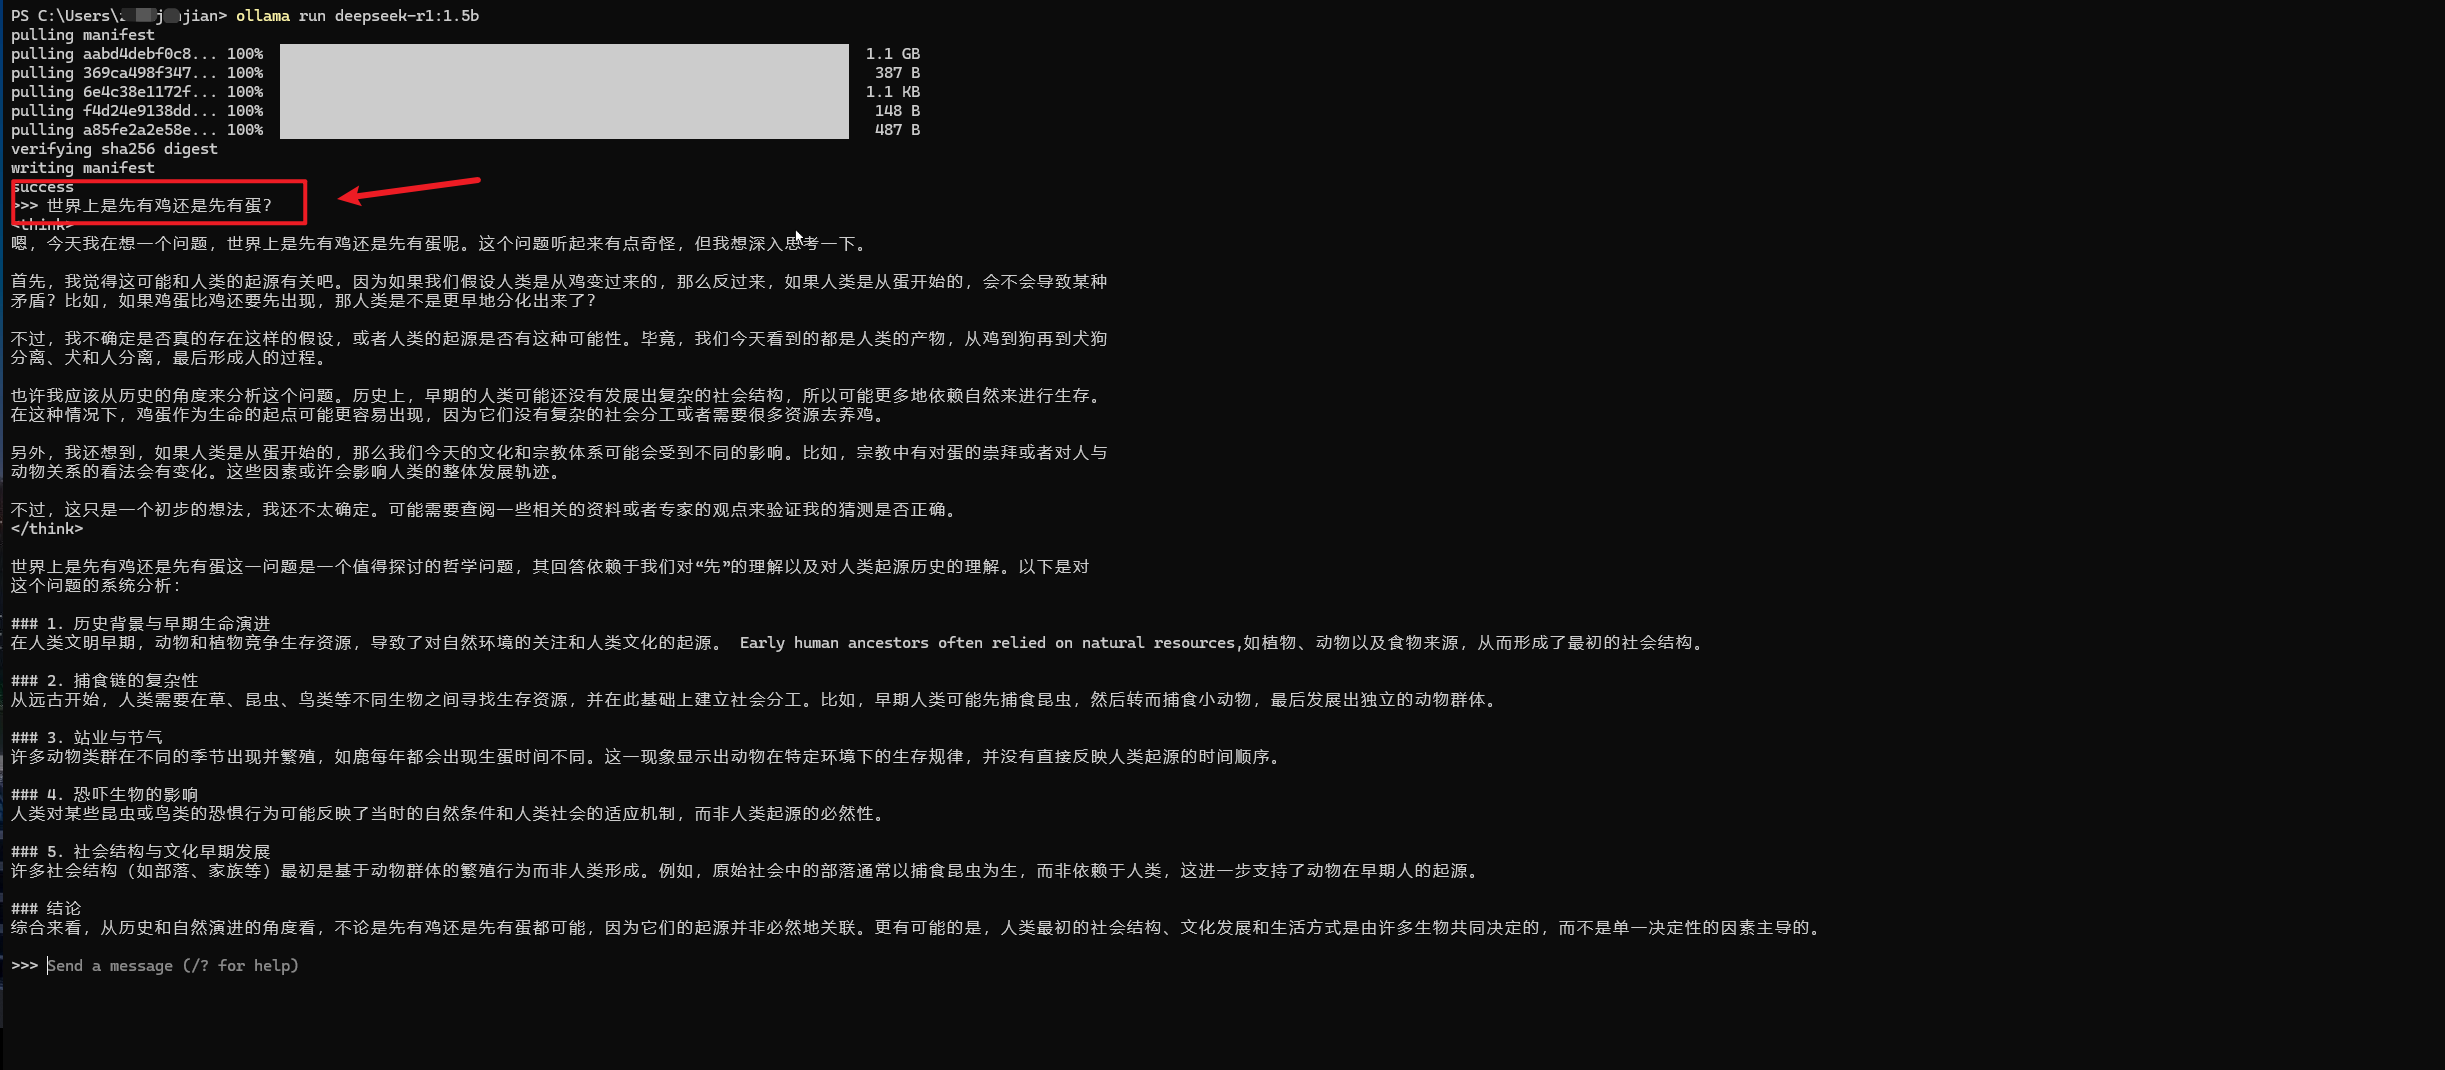 PS C:\Users\ jian> ollama run deepseek-r1:1.5b
pulling manifest
pulling aabd4debf0c8... 100% 1.1 GB
pulling 369ca498f347... 100% 387 B
pulling 6e4c38e1172f... 100% 1.1 KB
pulling f4d24e9138dd... 100% 148 B
pulling a85fe2a2e58e... 100% 487 B
verifying sha256 digest
writing manifest
success
>>> 世界上是先有鸡还是先有蛋?
<think>
嗯，今天我在想一个问题，世界上是先有鸡还是先有蛋呢。这个问题听起来有点奇怪，但我想深入思考一下。
首先，我觉得这可能和人类的起源有关吧。因为如果我们假设人类是从鸡变过来的，那么反过来，如果人类是从蛋开始的，会不会导致某种
矛盾？比如，如果鸡蛋比鸡还要先出现，那人类是不是更早地分化出来了？
不过，我不确定是否真的存在这样的假设，或者人类的起源是否有这种可能性。毕竟，我们今天看到的都是人类的产物，从鸡到狗再到犬狗
分离、犬和人分离，最后形成人的过程。
也许我应该从历史的角度来分析这个问题。历史上，早期的人类可能还没有发展出复杂的社会结构，所以可能更多地依赖自然来进行生存。
在这种情况下，鸡蛋作为生命的起点可能更容易出现，因为它们没有复杂的社会分工或者需要很多资源去养鸡。
另外，我还想到，如果人类是从蛋开始的，那么我们今天的文化和宗教体系可能会受到不同的影响。比如，宗教中有对蛋的崇拜或者对人与
动物关系的看法会有变化。这些因素或许会影响人类的整体发展轨迹。
不过，这只是一个初步的想法，我还不太确定。可能需要查阅一些相关的资料或者专家的观点来验证我的猜测是否正确。
</think>
世界上是先有鸡还是先有蛋这一问题是一个值得探讨的哲学问题，其回答依赖于我们对“先”的理解以及对人类起源历史的理解。以下是对
这个问题的系统分析：
### 1. 历史背景与早期生命演进
在人类文明早期，动物和植物竞争生存资源，导致了对自然环境的关注和人类文化的起源。 Early human ancestors often relied on natural resources,如植物、动物以及食物来源，从而形成了最初的社会结构。
### 2. 捕食链的复杂性
从远古开始，人类需要在草、昆虫、鸟类等不同生物之间寻找生存资源，并在此基础上建立社会分工。比如，早期人类可能先捕食昆虫，然后转而捕食小动物，最后发展出独立的动物群体。
### 3. 站业与节气
许多动物类群在不同的季节出现并繁殖，如鹿每年都会出现生蛋时间不同。这一现象显示出动物在特定环境下的生存规律，并没有直接反映人类起源的时间顺序。
### 4. 恐吓生物的影响
人类对某些昆虫或鸟类的恐惧行为可能反映了当时的自然条件和人类社会的适应机制，而非人类起源的必然性。
### 5. 社会结构与文化早期发展
许多社会结构（如部落、家族等）最初是基于动物群体的繁殖行为而非人类形成。例如，原始社会中的部落通常以捕食昆虫为生，而非依赖于人类，这进一步支持了动物在早期人的起源。
### 结论
综合来看，从历史和自然演进的角度看，不论是先有鸡还是先有蛋都可能，因为它们的起源并非必然地关联。更有可能的是，人类最初的社会结构、文化发展和生活方式是由许多生物共同决定的，而不是单一决定性的因素主导的。
>>> Send a message (/? for help)